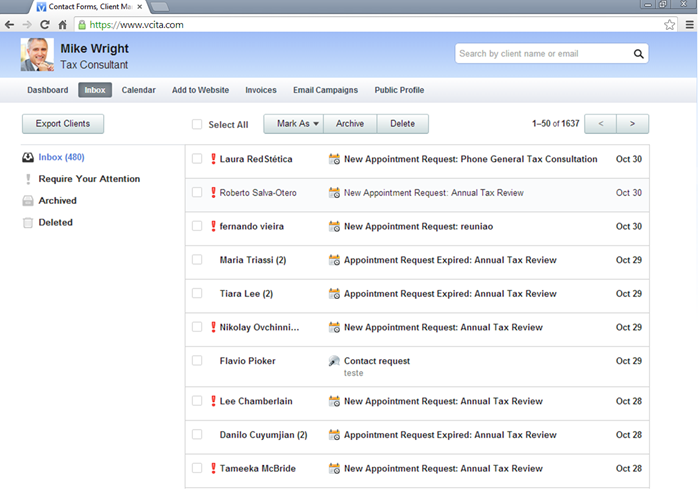 Contact Forms, Client Ma
https://www.vcita.com
Mike Wright
Tax Consultant
Search by client name or email
Dashboard Inbox Calendar Add to Website Invoices Email Campaigns Public Profile
Export Clients Select All Mark As Archive Delete 1–50 of 1637 < >
Inbox (480)
Require Your Attention
Archived
Deleted
Laura RedStética New Appointment Request: Phone General Tax Consultation Oct 30
Roberto Salva-Otero New Appointment Request: Annual Tax Review Oct 30
fernando vieira New Appointment Request: reuniao Oct 30
Maria Triassi (2) Appointment Request Expired: Annual Tax Review Oct 29
Tiara Lee (2) Appointment Request Expired: Annual Tax Review Oct 29
Nikolay Ovchinni... New Appointment Request: Annual Tax Review Oct 29
Flavio Pioker Contact request Oct 29
teste
Lee Chamberlain New Appointment Request: Annual Tax Review Oct 28
Danilo Cuyumjian (2) Appointment Request Expired: Annual Tax Review Oct 28
Tameeka McBride New Appointment Request: Annual Tax Review Oct 28